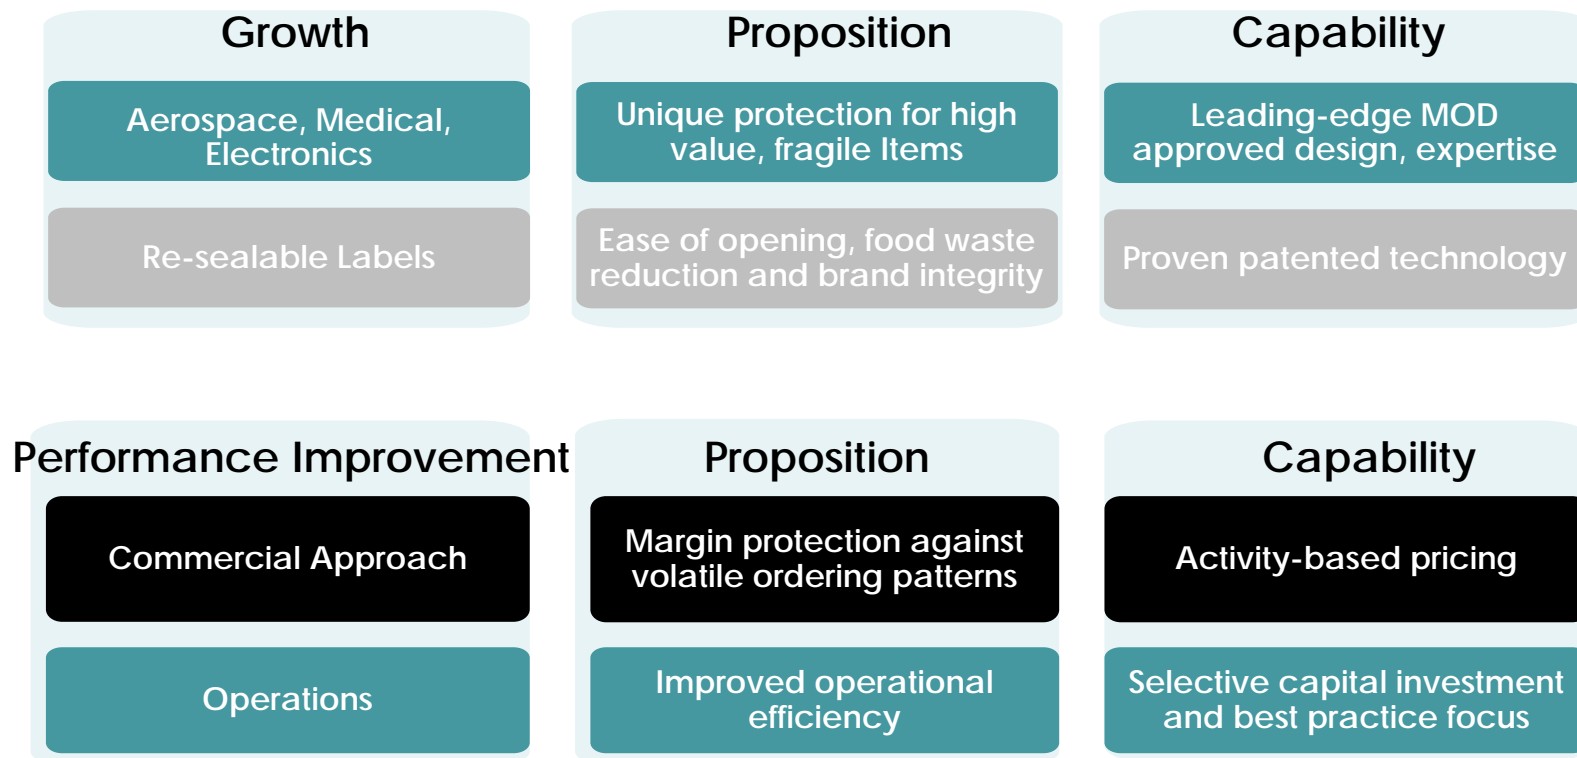 Growth
Proposition
Capability
Aerospace, Medical,
Electronics
Unique protection for high
value, fragile Items
Leading-edge MOD
approved design, expertise
Re-sealable Labels
Ease of opening, food waste
reduction and brand integrity
Proven patented technology
Performance Improvement
Proposition
Capability
Commercial Approach
Margin protection against
volatile ordering patterns
Activity-based pricing
Operations
Improved operational
efficiency
Selective capital investment
and best practice focus